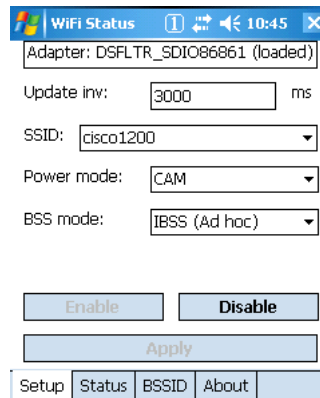 WiFi Status 1 10:45 X
Adapter: DSFLTR_SDIO86861 (loaded)
Update inv: 3000 ms
SSID: cisco1200
Power mode: CAM
BSS mode: IBSS (Ad hoc)
Enable Disable
Apply
Setup Status BSSID About